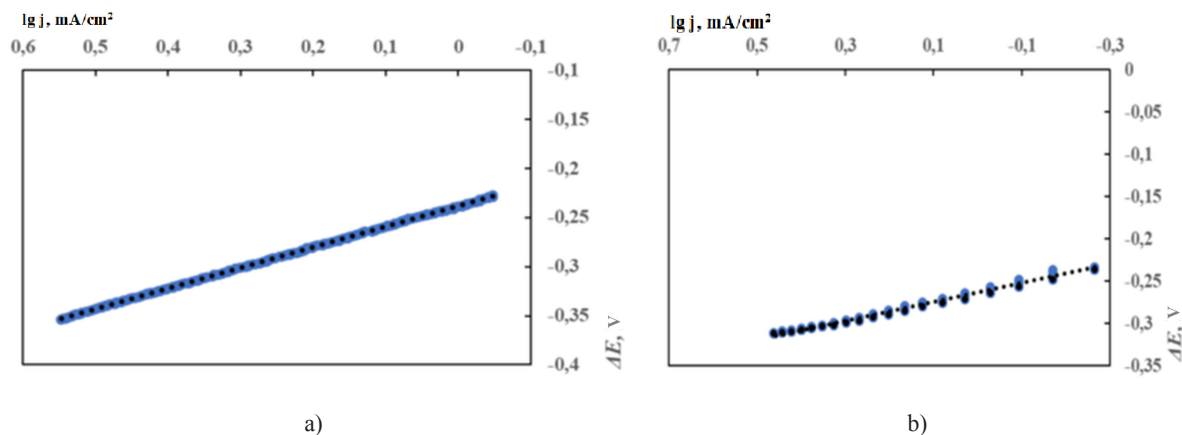 lg j, mA/cm²
0,6 0,5 0,4 0,3 0,2 0,1 0 -0,1
-0,1
-0,15
-0,2
-0,25
-0,3
-0,35
-0,4
ΔE, V
a)
lg j, mA/cm²
0,7 0,5 0,3 0,1 -0,1 -0,3
0
-0,05
-0,1
-0,15
-0,2
-0,25
-0,3
-0,35
ΔE, V
b)